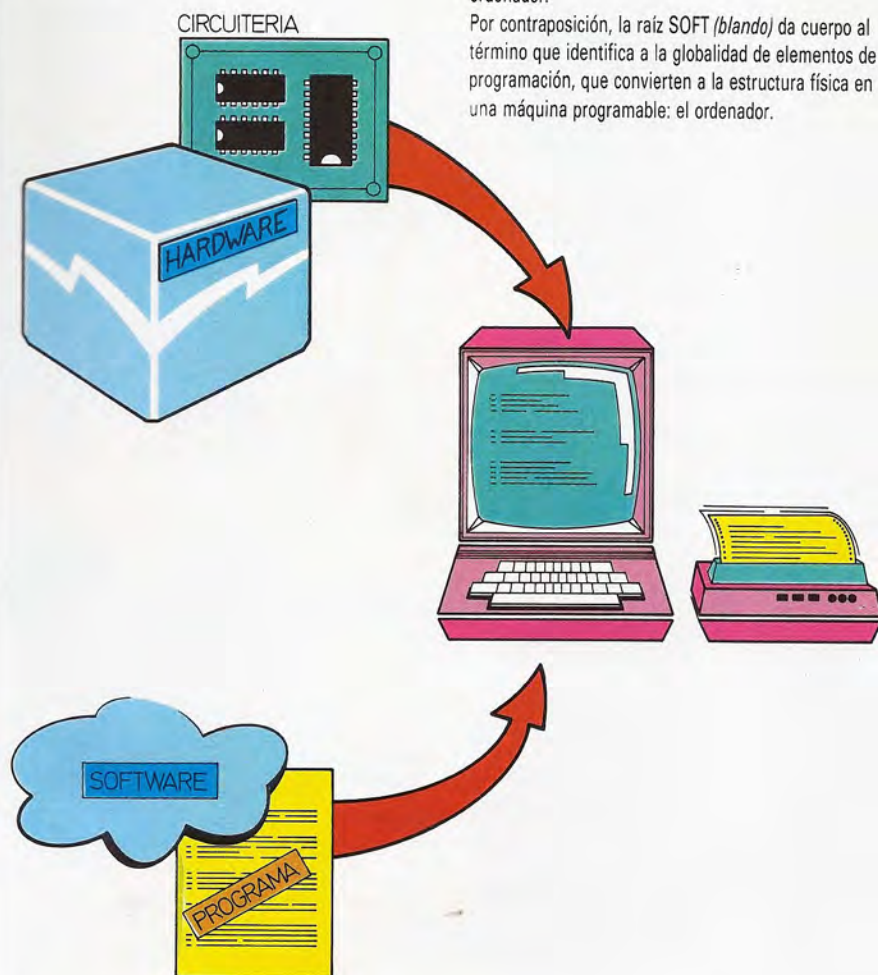 ordenador.
Por contraposición, la raíz SOFT (blando) da cuerpo al
término que identifica a la globalidad de elementos de
programación, que convierten a la estructura física en
una máquina programable: el ordenador.
CIRCUITERIA
HARDWARE
SOFTWARE
PROGRAMA